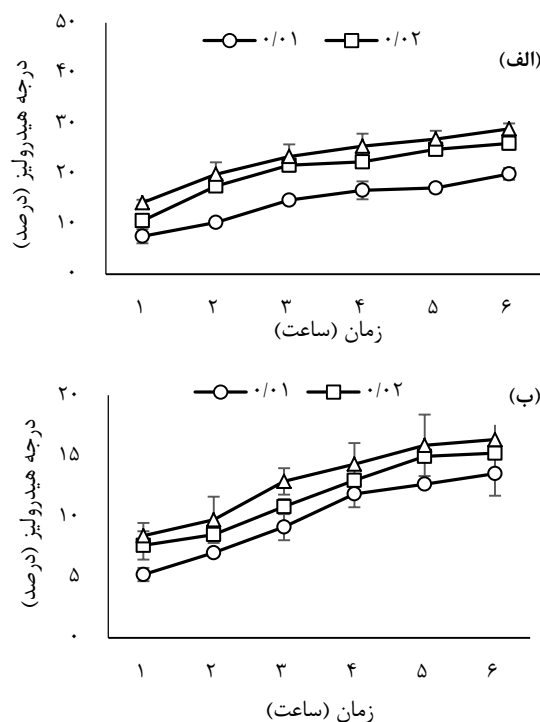 ۵۰
۰/۰۱ ۰/۰۲
(الف)
۴۰
۳۰
۲۰
۱۰
۰
درجه هیدرولیز (درصد)
۱ ۲ ۳ ۴ ۵ ۶
زمان (ساعت)
۲۰
۰/۰۱ ۰/۰۲
(ب)
۱۵
۱۰
۵
۰
درجه هیدرولیز (درصد)
۱ ۲ ۳ ۴ ۵ ۶
زمان (ساعت)